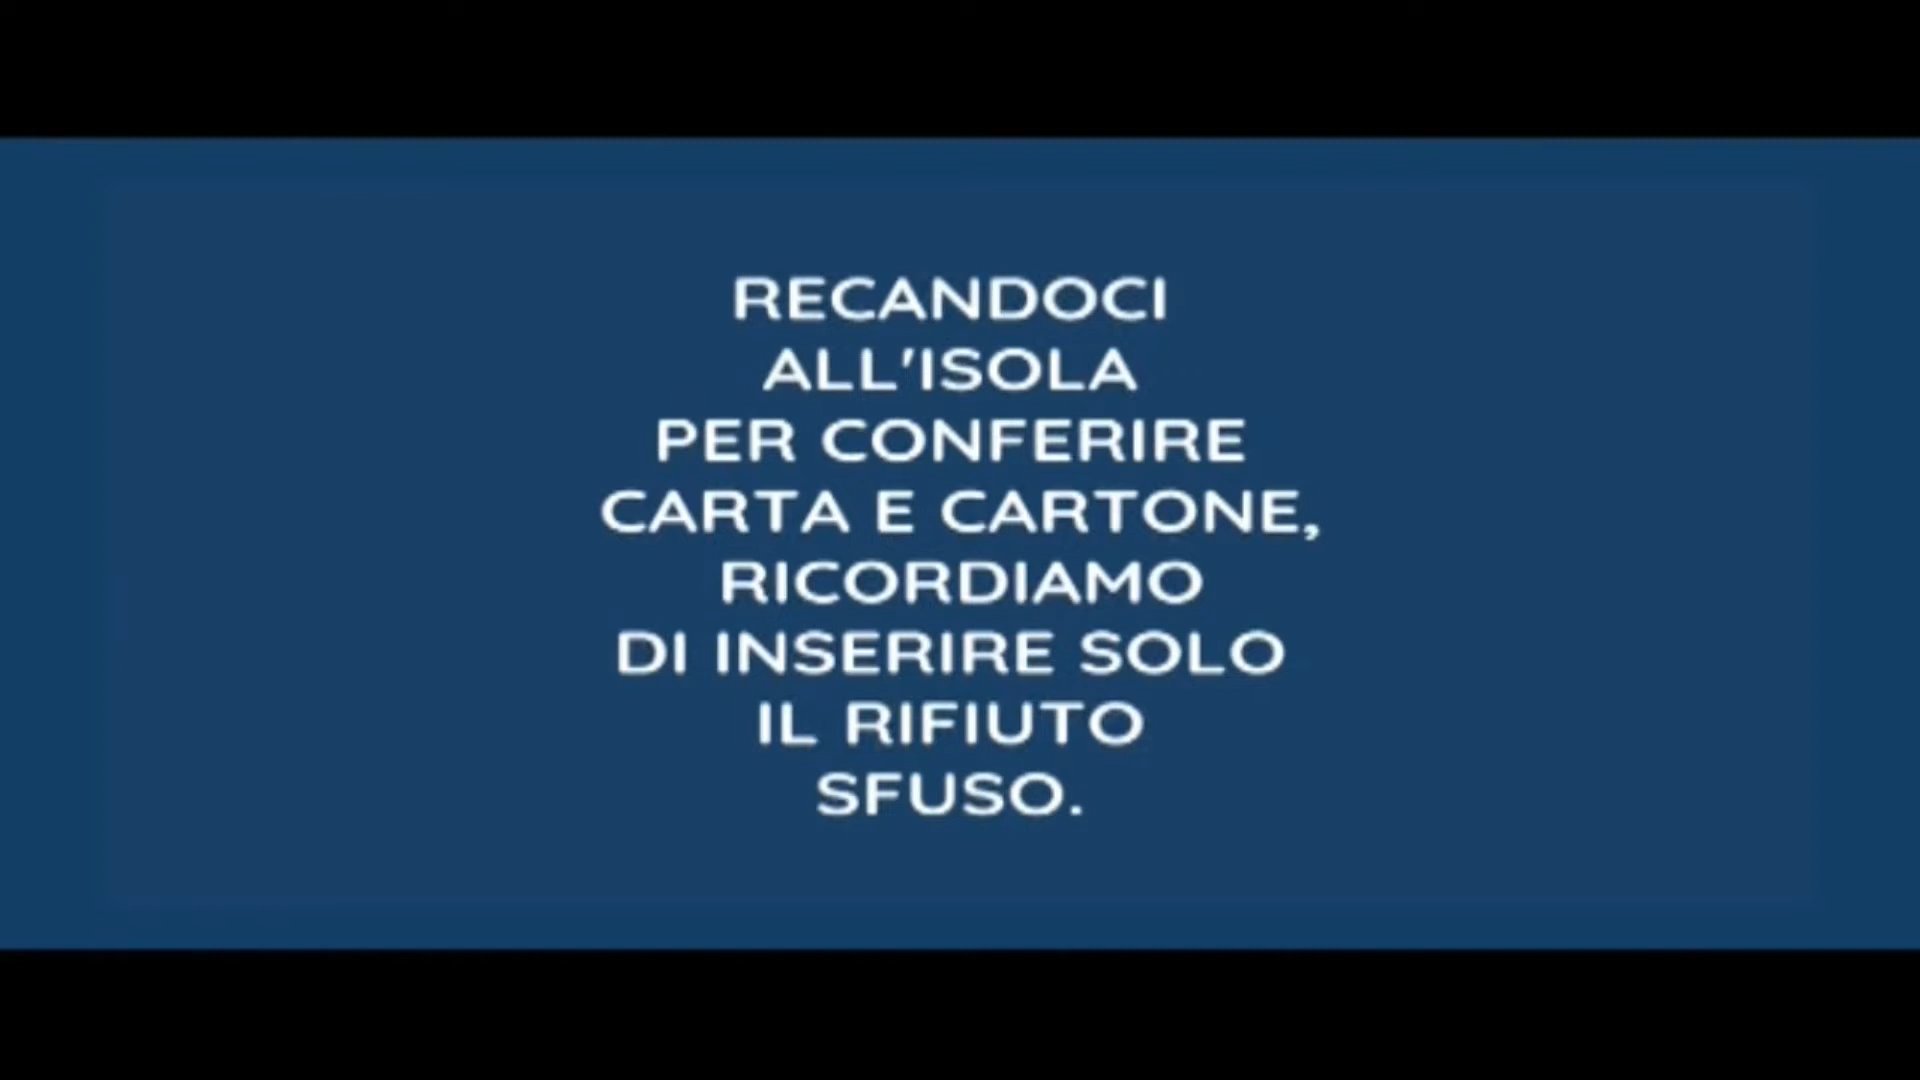 RECANDOCI
ALL'ISOLA
PER CONFERIRE
CARTA E CARTONE,
RICORDIAMO
DI INSERIRE SOLO
IL RIFIUTO
SFUSO.